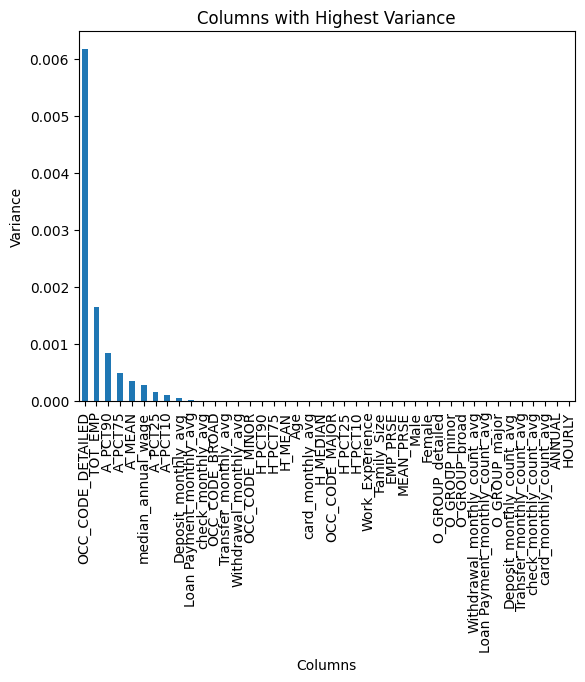 Columns with Highest Variance
Variance
0.006
0.005
0.004
0.003
0.002
0.001
0.000
OCC_CODE_DETAILED
TOT_EMP
A_PCT90
A_PCT75
A_MEAN
median_annual_wage
A_PCT25
A_PCT10
Deposit_monthly_avg
Loan Payment_monthly_avg
check_monthly_avg
OCC_CODE_BROAD
Transfer_monthly_avg
Withdrawal_monthly_avg
OCC_CODE_MINOR
H_PCT90
H_PCT75
H_MEAN
Age
card_monthly_avg
H_MEDIAN
OCC_CODE_MAJOR
H_PCT25
H_PCT10
Work_Experience
Family_Size
EMP_PRSE
MEAN_PRSE
Male
Female
O_GROUP_detailed
O_GROUP_minor
O_GROUP_broad
Withdrawal_monthly_count_avg
Loan Payment_monthly_count_avg
O_GROUP_major
Deposit_monthly_count_avg
Transfer_monthly_count_avg
check_monthly_count_avg
card_monthly_count_avg
ANNUAL
HOURLY
Columns